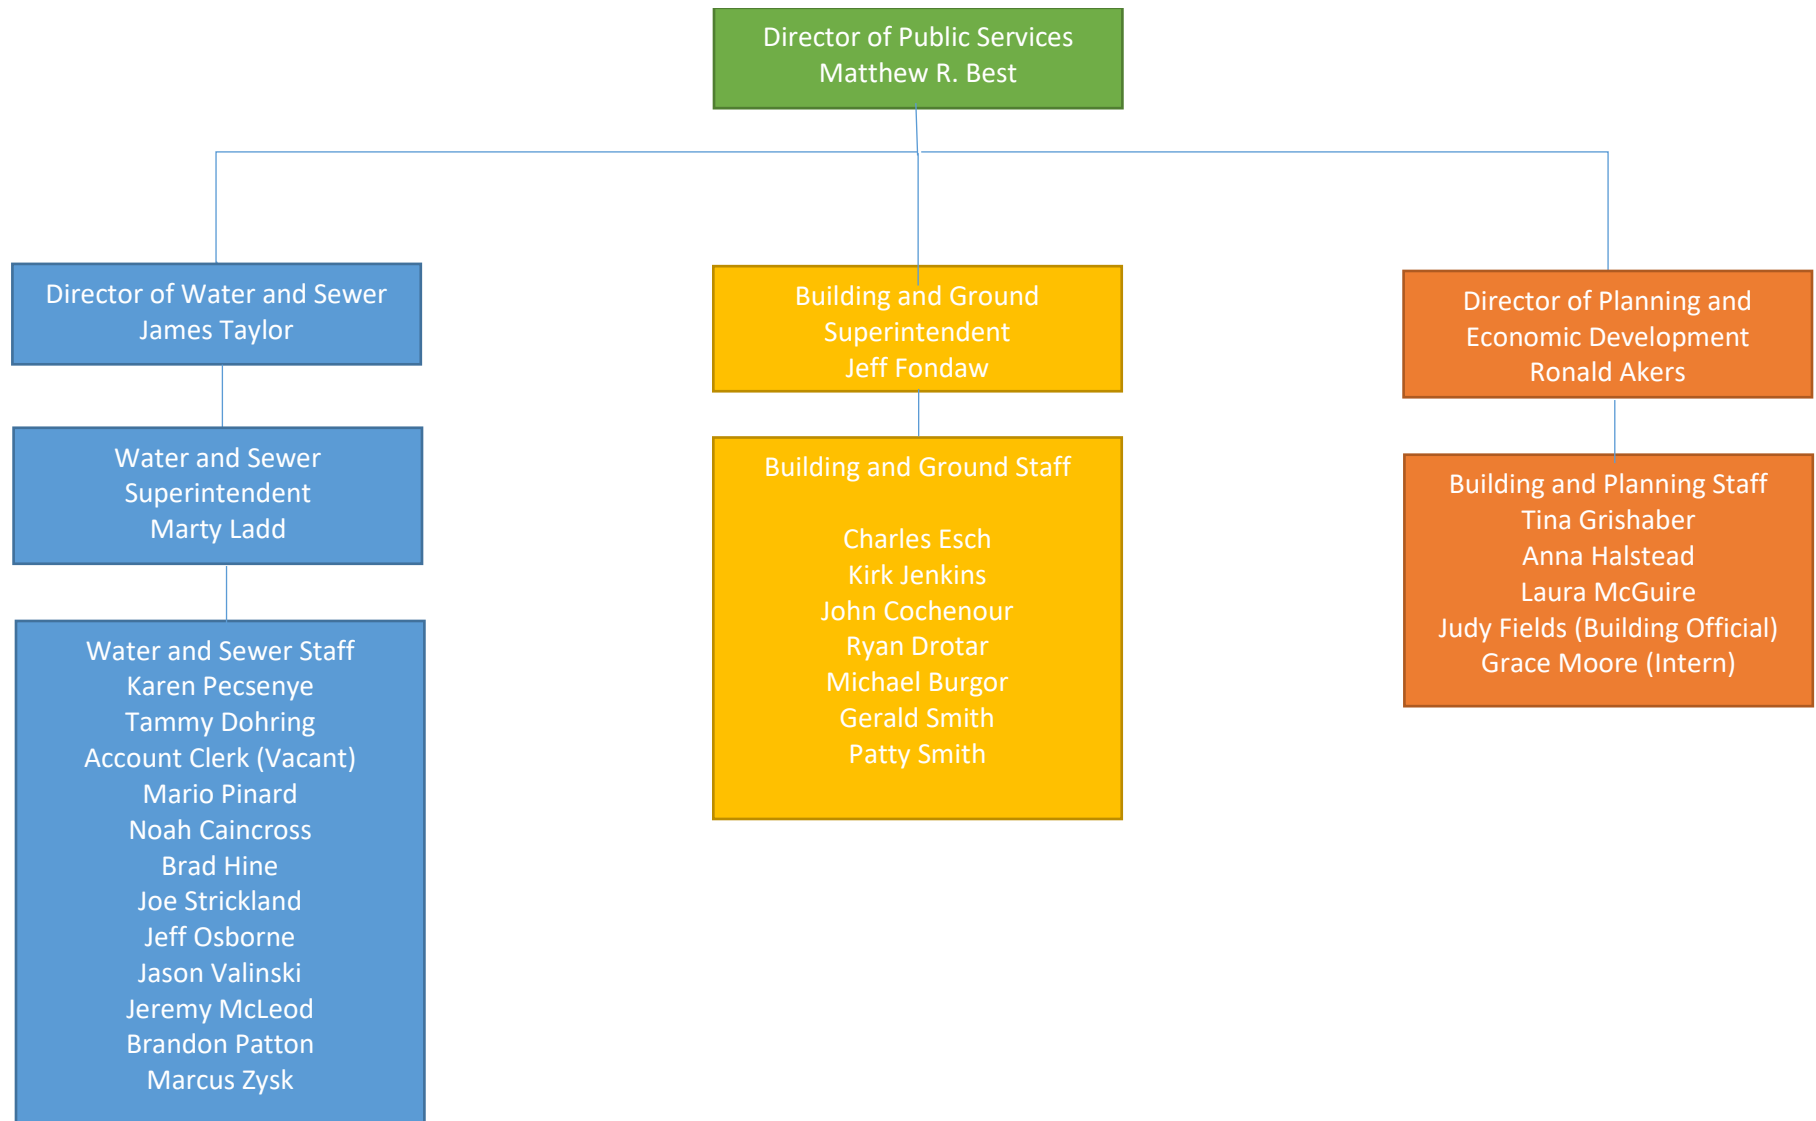 Director of Public Services
Matthew R. Best
Director of Water and Sewer
James Taylor
Building and Ground
Superintendent
Jeff Fondaw
Director of Planning and
Economic Development
Ronald Akers
Water and Sewer
Superintendent
Marty Ladd
Building and Ground Staff
Charles Esch
Kirk Jenkins
John Cochenour
Ryan Drotar
Michael Burgor
Gerald Smith
Patty Smith
Building and Planning Staff
Tina Grishaber
Anna Halstead
Laura McGuire
Judy Fields (Building Official)
Grace Moore (Intern)
Water and Sewer Staff
Karen Pecsenye
Tammy Dohring
Account Clerk (Vacant)
Mario Pinard
Noah Caincross
Brad Hine
Joe Strickland
Jeff Osborne
Jason Valinski
Jeremy McLeod
Brandon Patton
Marcus Zysk